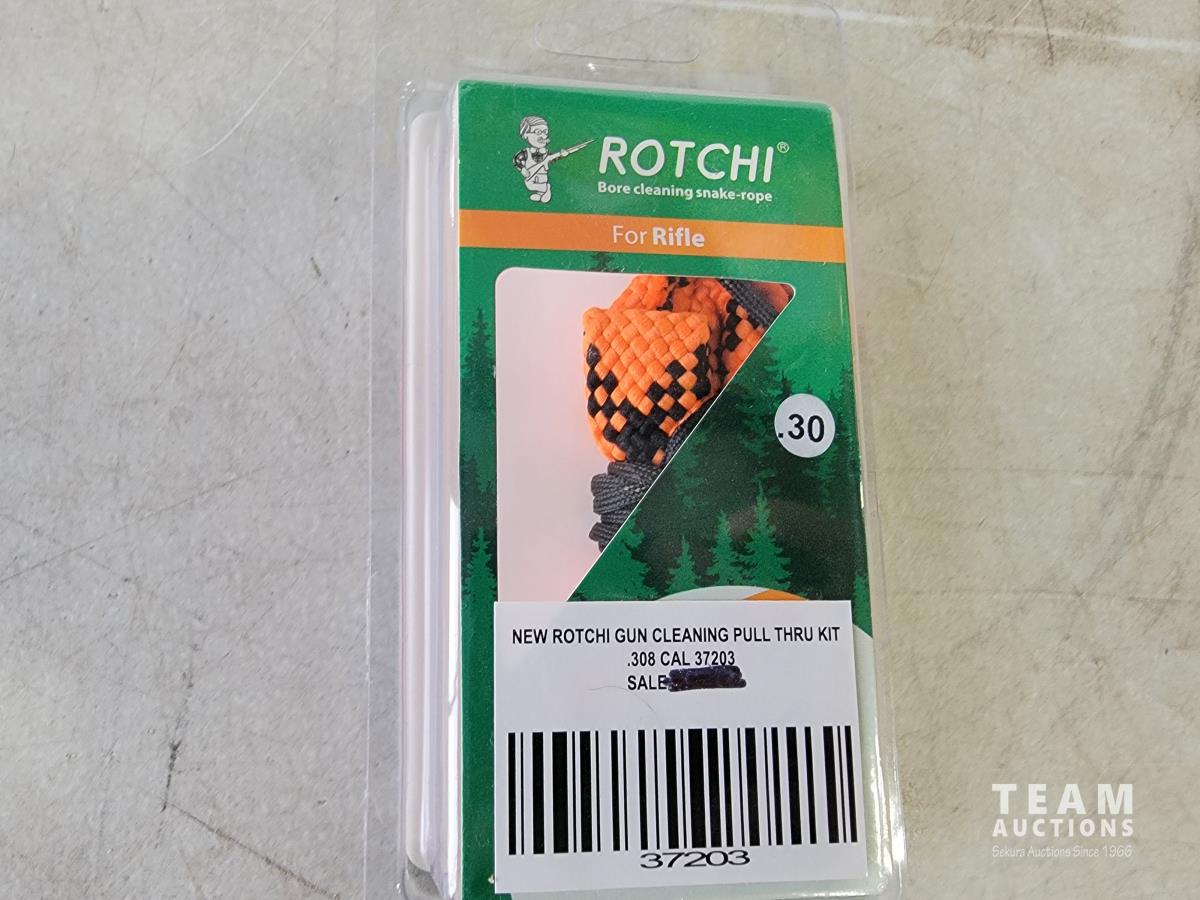 ROTCHI®
Bore cleaning snake-rope
For Rifle
.30
NEW ROTCHI GUN CLEANING PULL THRU KIT
.308 CAL 37203
SALE
37203
TEAM
AUCTIONS
Sekura Auctions Since 1966